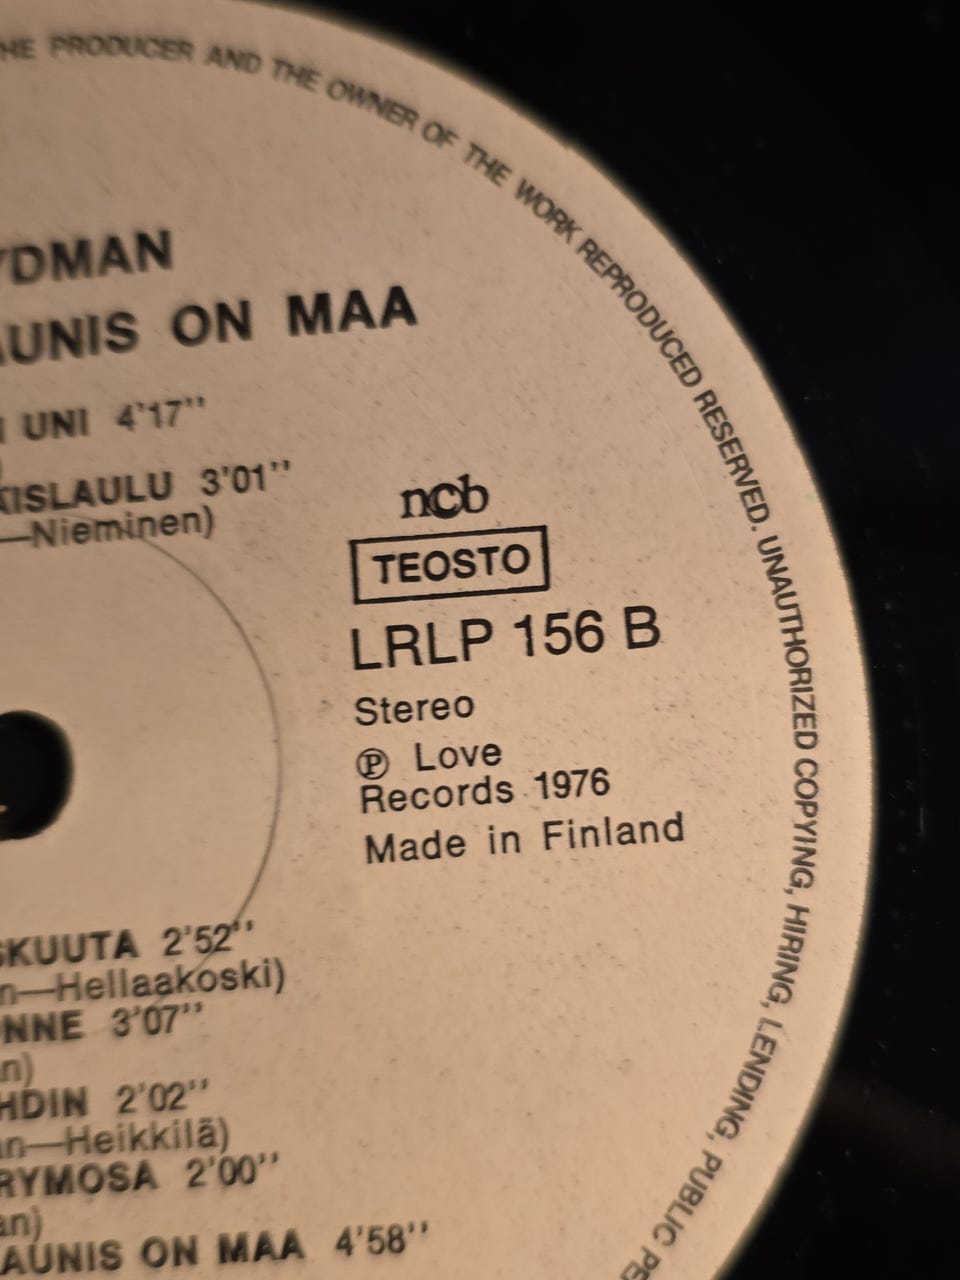 HE PRODUCER AND THE OWNER OF THE WORK REPRODUCED RESERVED. UNAUTHORIZED COPYING, HIRING, LENDING, PUBLIC PE
YDMAN
AUNIS ON MAA
UNI 4'17''
KISLAULU 3'01''
—Nieminen)
ncb
TEOSTO
LRLP 156 B
Stereo
℗ Love
Records 1976
Made in Finland
SKUUTA 2'52''
n—Hellaakoski)
ONNE 3'07''
n)
HDIN 2'02''
an—Heikkilä)
RYMOSA 2'00''
an)
AUNIS ON MAA 4'58''